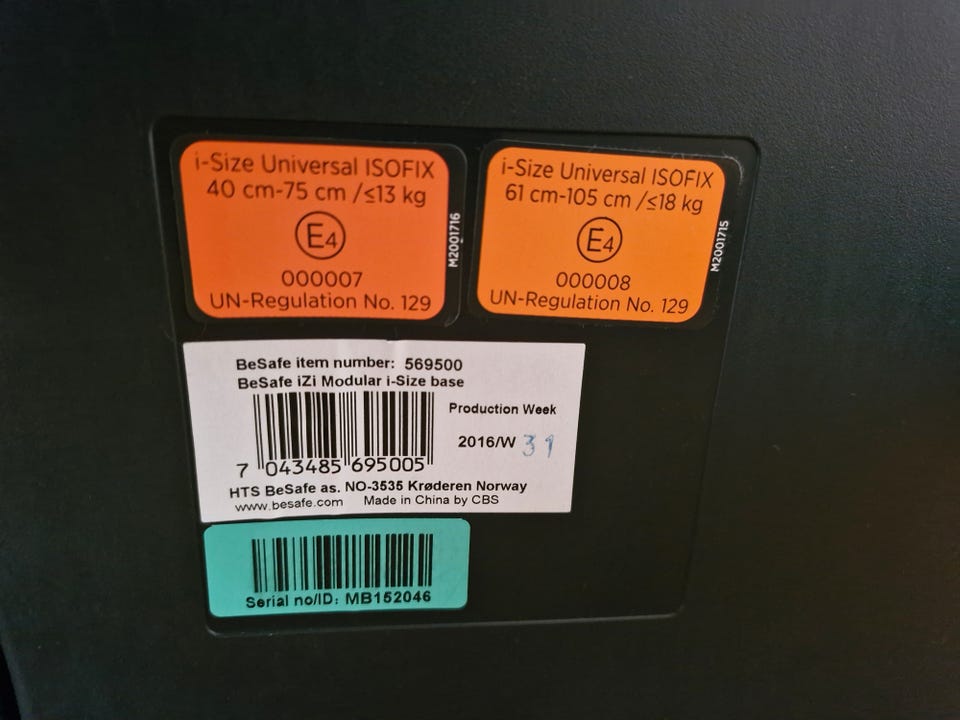 i-Size Universal ISOFIX
40 cm-75 cm /≤13 kg
E4
000007
UN-Regulation No. 129
M2001716
i-Size Universal ISOFIX
61 cm-105 cm /≤18 kg
E4
000008
UN-Regulation No. 129
M2001715
BeSafe item number: 569500
BeSafe iZi Modular i-Size base
Production Week
2016/W 31
7 043485 695005
HTS BeSafe as. NO-3535 Krøderen Norway
www.besafe.com Made in China by CBS
Serial no/ID: MB152046